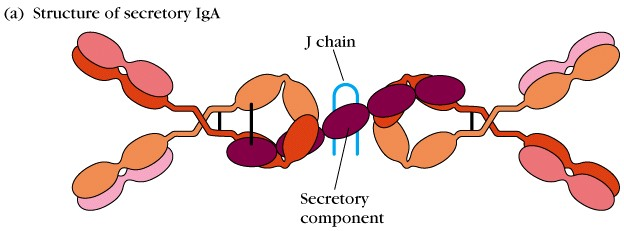 (a) Structure of secretory IgA
J chain
Secretory
component